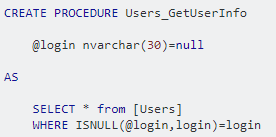 CREATE PROCEDURE Users_GetUserInfo
@login nvarchar(30)=null
AS
SELECT * from [Users]
WHERE ISNULL(@login,login)=login